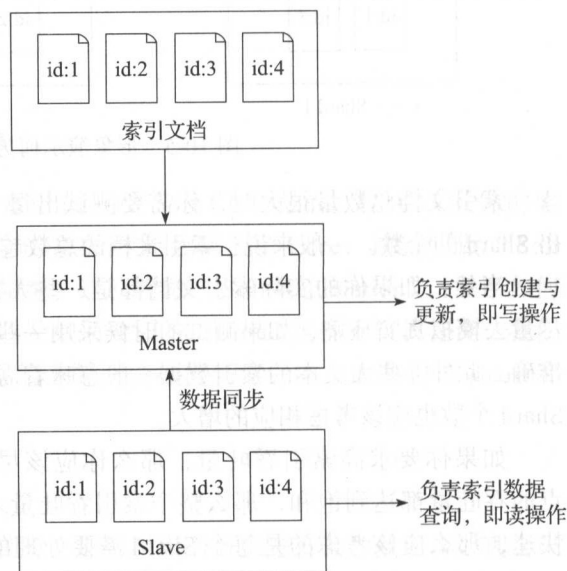 id:1 id:2 id:3 id:4
索引文档
id:1 id:2 id:3 id:4
负责索引创建与
更新，即写操作
Master
数据同步
id:1 id:2 id:3 id:4
负责索引数据
查询，即读操作
Slave